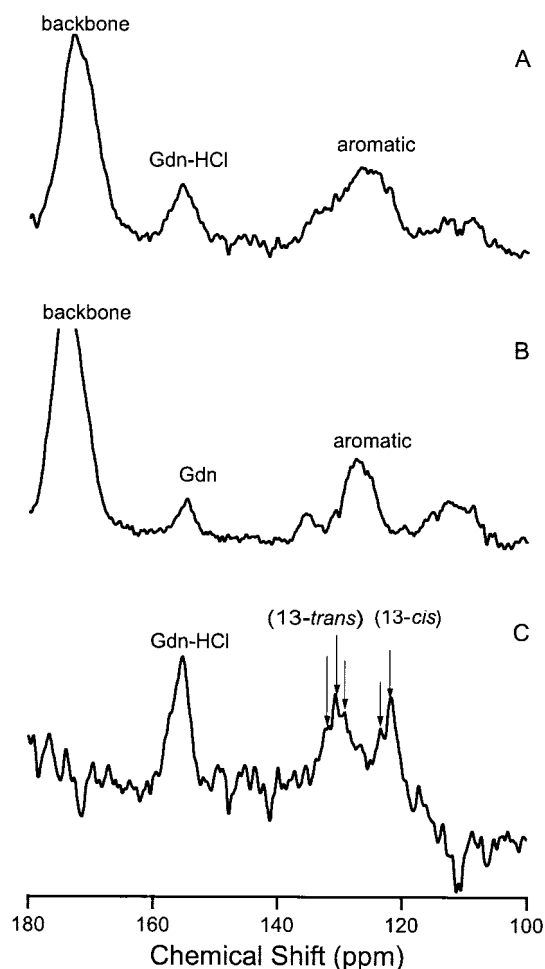 backbone
A
Gdn-HCl
aromatic
backbone
B
Gdn
aromatic
(13-trans) (13-cis)
C
Gdn-HCl
180 160 140 120 100
Chemical Shift (ppm)